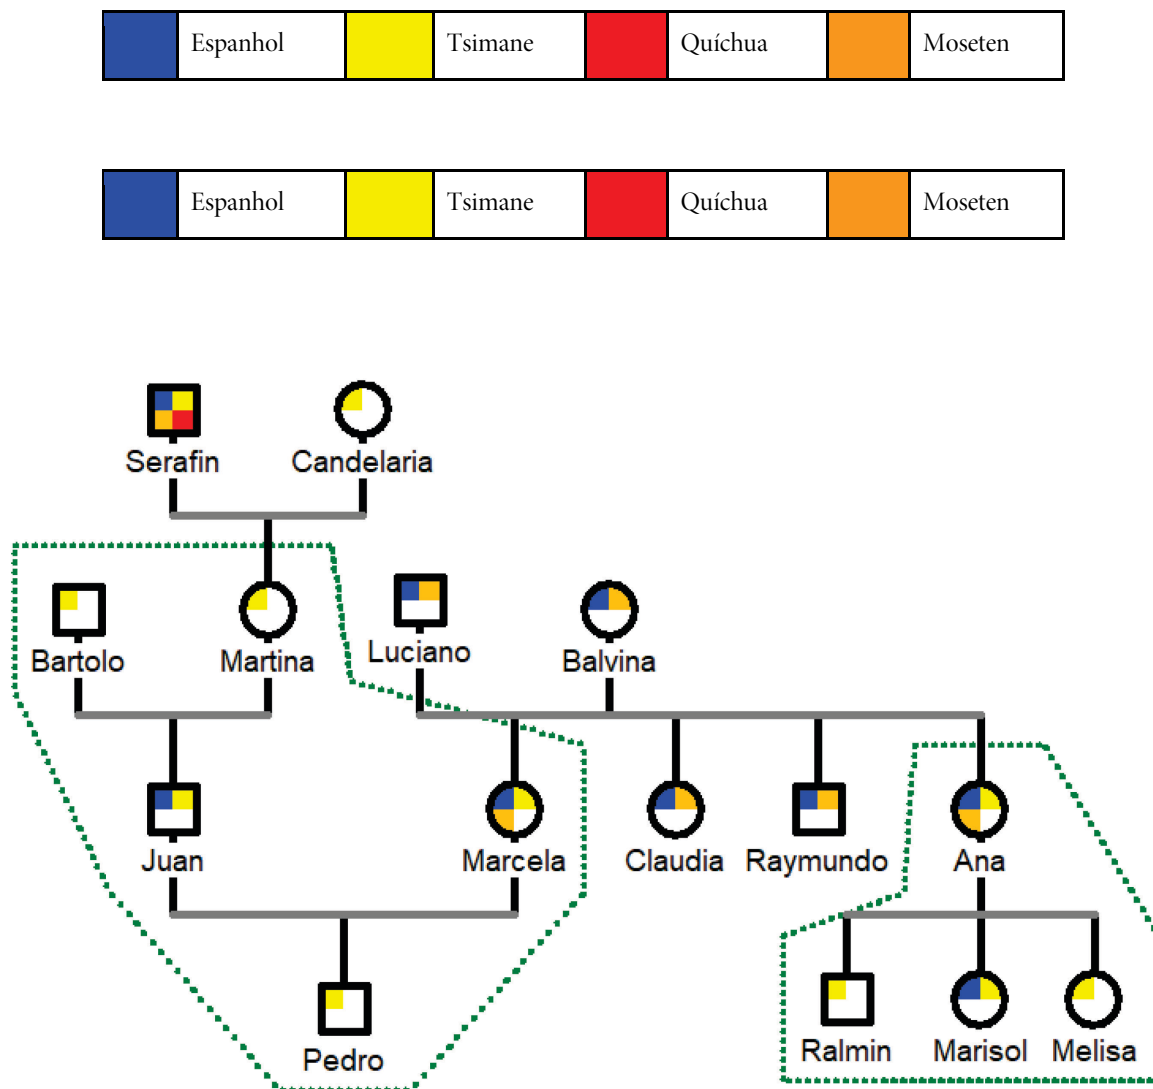 Espanhol Tsimane Quíchua Moseten
Espanhol Tsimane Quíchua Moseten
Serafin Candelaria
Bartolo Martina Luciano Balvina
Juan Marcela Claudia Raymundo Ana
Pedro Ralmin Marisol Melisa